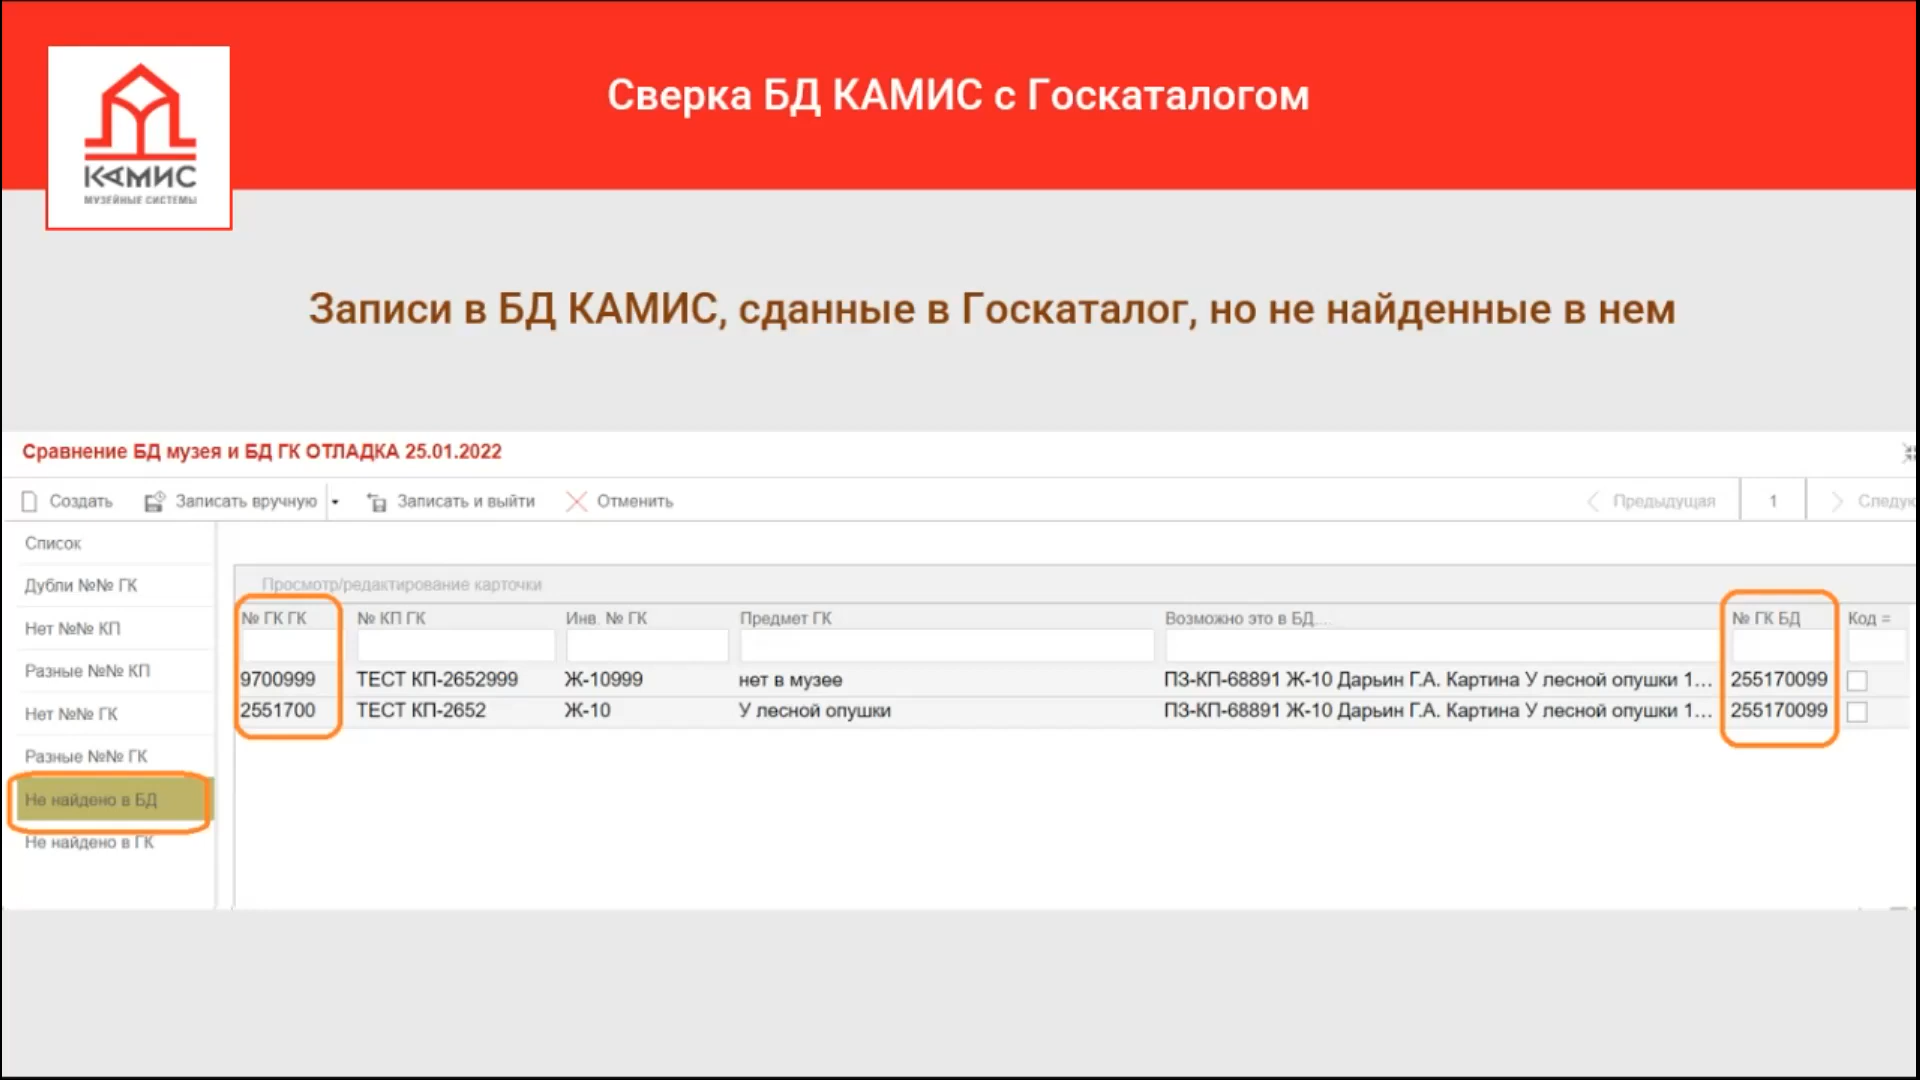 Сверка БД КАМИС с Госкаталогом
КАМИС
МУЗЕЙНЫЕ СИСТЕМЫ
Записи в БД КАМИС, сданные в Госкаталог, но не найденные в нем
Сравнение БД музея и БД ГК ОТЛАДКА 25.01.2022
Создать Записать вручную Записать и выйти Отменить Предыдущая 1 Следую
Список
Дубли №№ ГК
Нет №№ КП
Разные №№ КП
Нет №№ ГК
Разные №№ ГК
Не найдено в БД
Не найдено в ГК
Просмотр/редактирование карточки
№ ГК ГК № КП ГК Инв. № ГК Предмет ГК Возможно это в БД.... № ГК БД Код =
9700999 ТЕСТ КП-2652999 Ж-10999 нет в музее ПЗ-КП-68891 Ж-10 Дарьин Г.А. Картина У лесной опушки 1... 255170099
2551700 ТЕСТ КП-2652 Ж-10 У лесной опушки ПЗ-КП-68891 Ж-10 Дарьин Г.А. Картина У лесной опушки 1... 255170099